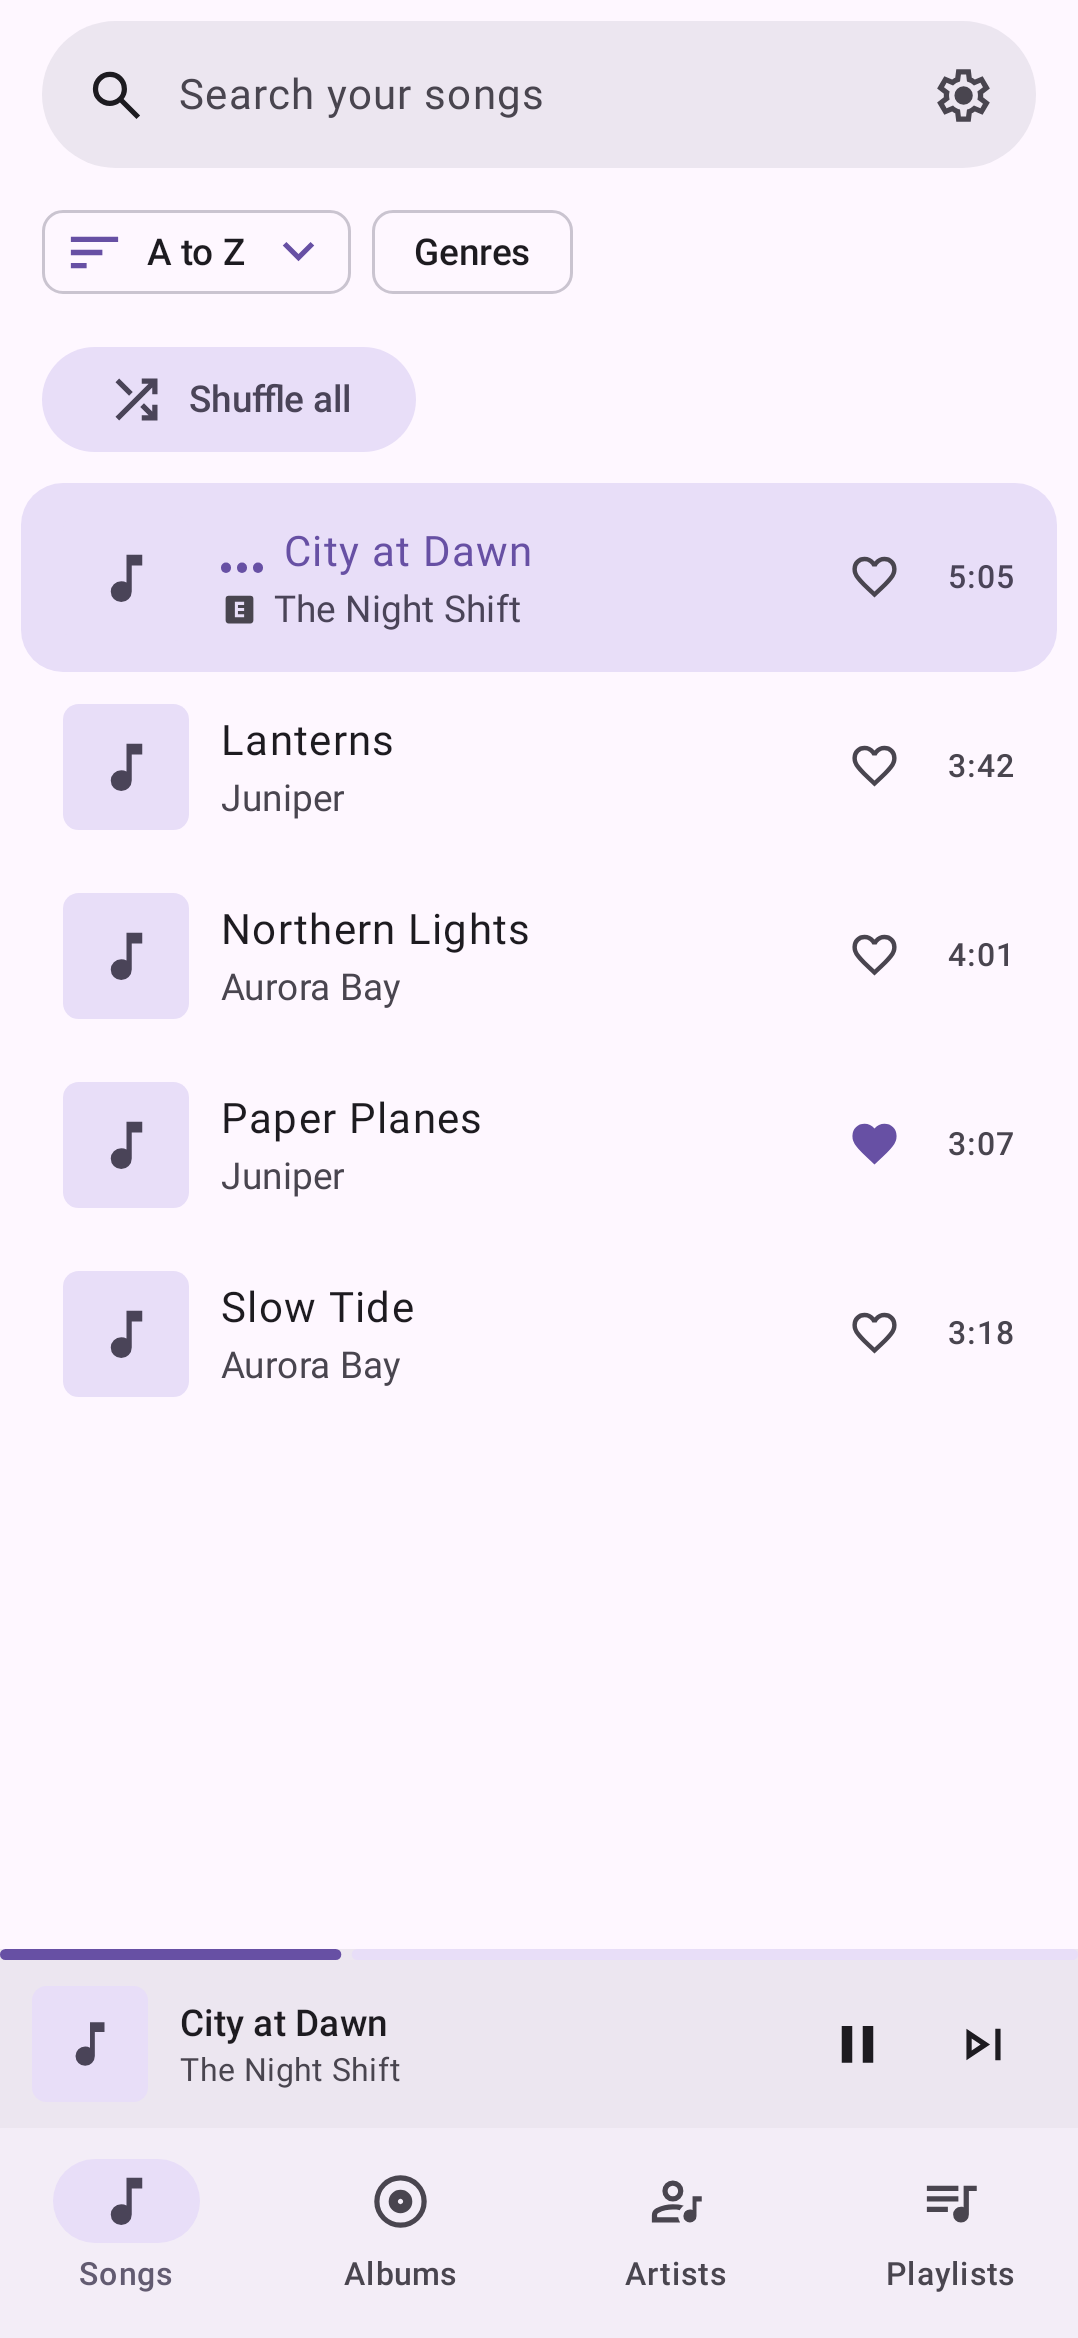 Search your songs
A to Z
Genres
Shuffle all
City at Dawn
E The Night Shift
5:05
Lanterns
Juniper
3:42
Northern Lights
Aurora Bay
4:01
Paper Planes
Juniper
3:07
Slow Tide
Aurora Bay
3:18
City at Dawn
The Night Shift
Songs
Albums
Artists
Playlists